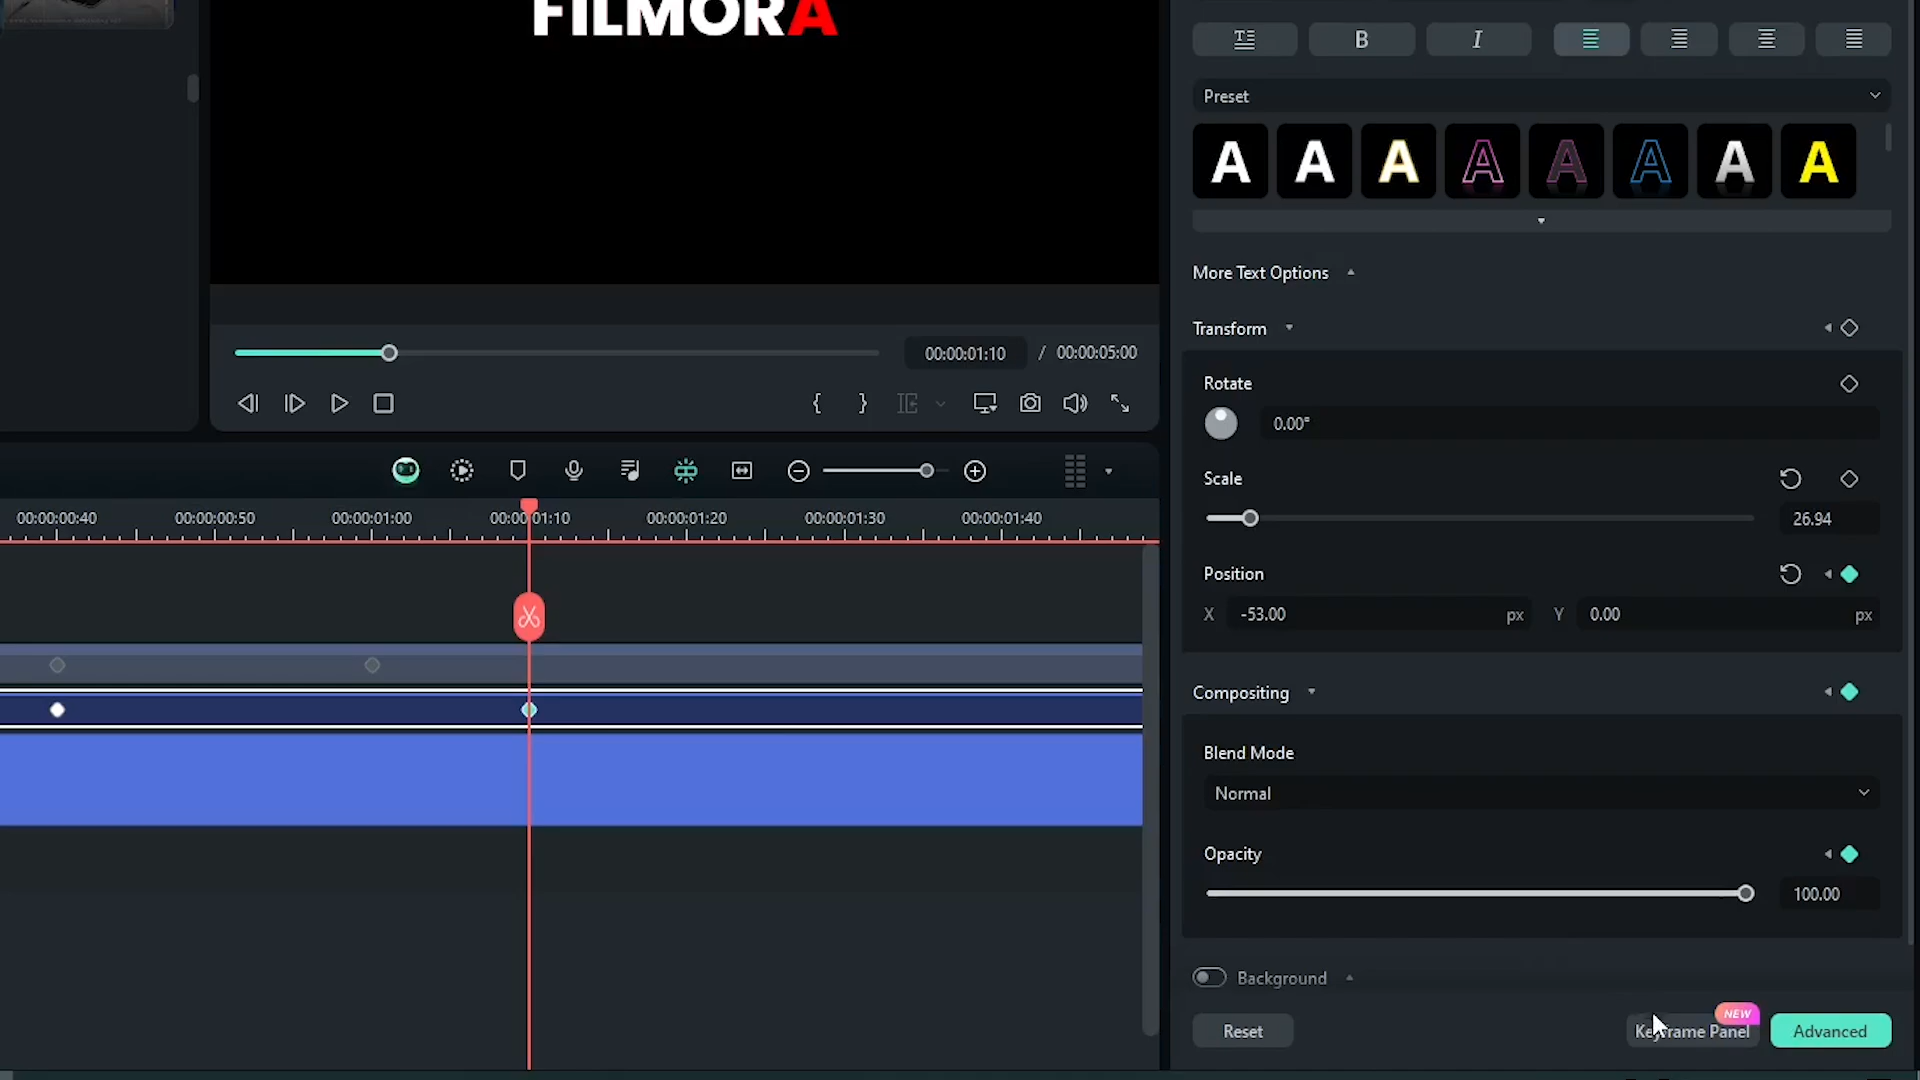 FILMORA
B I
Preset
A A A A A A A A
More Text Options
Transform
00:00:01:10 / 00:00:05:00
Rotate
0.00°
{ }
Scale
26.94
00:00:00:40 00:00:00:50 00:00:01:00 00:00:01:10 00:00:01:20 00:00:01:30 00:00:01:40
Position
X -53.00 px Y 0.00 px
Compositing
Blend Mode
Normal
Opacity
100.00
Background
NEW
Reset Keyframe Panel Advanced